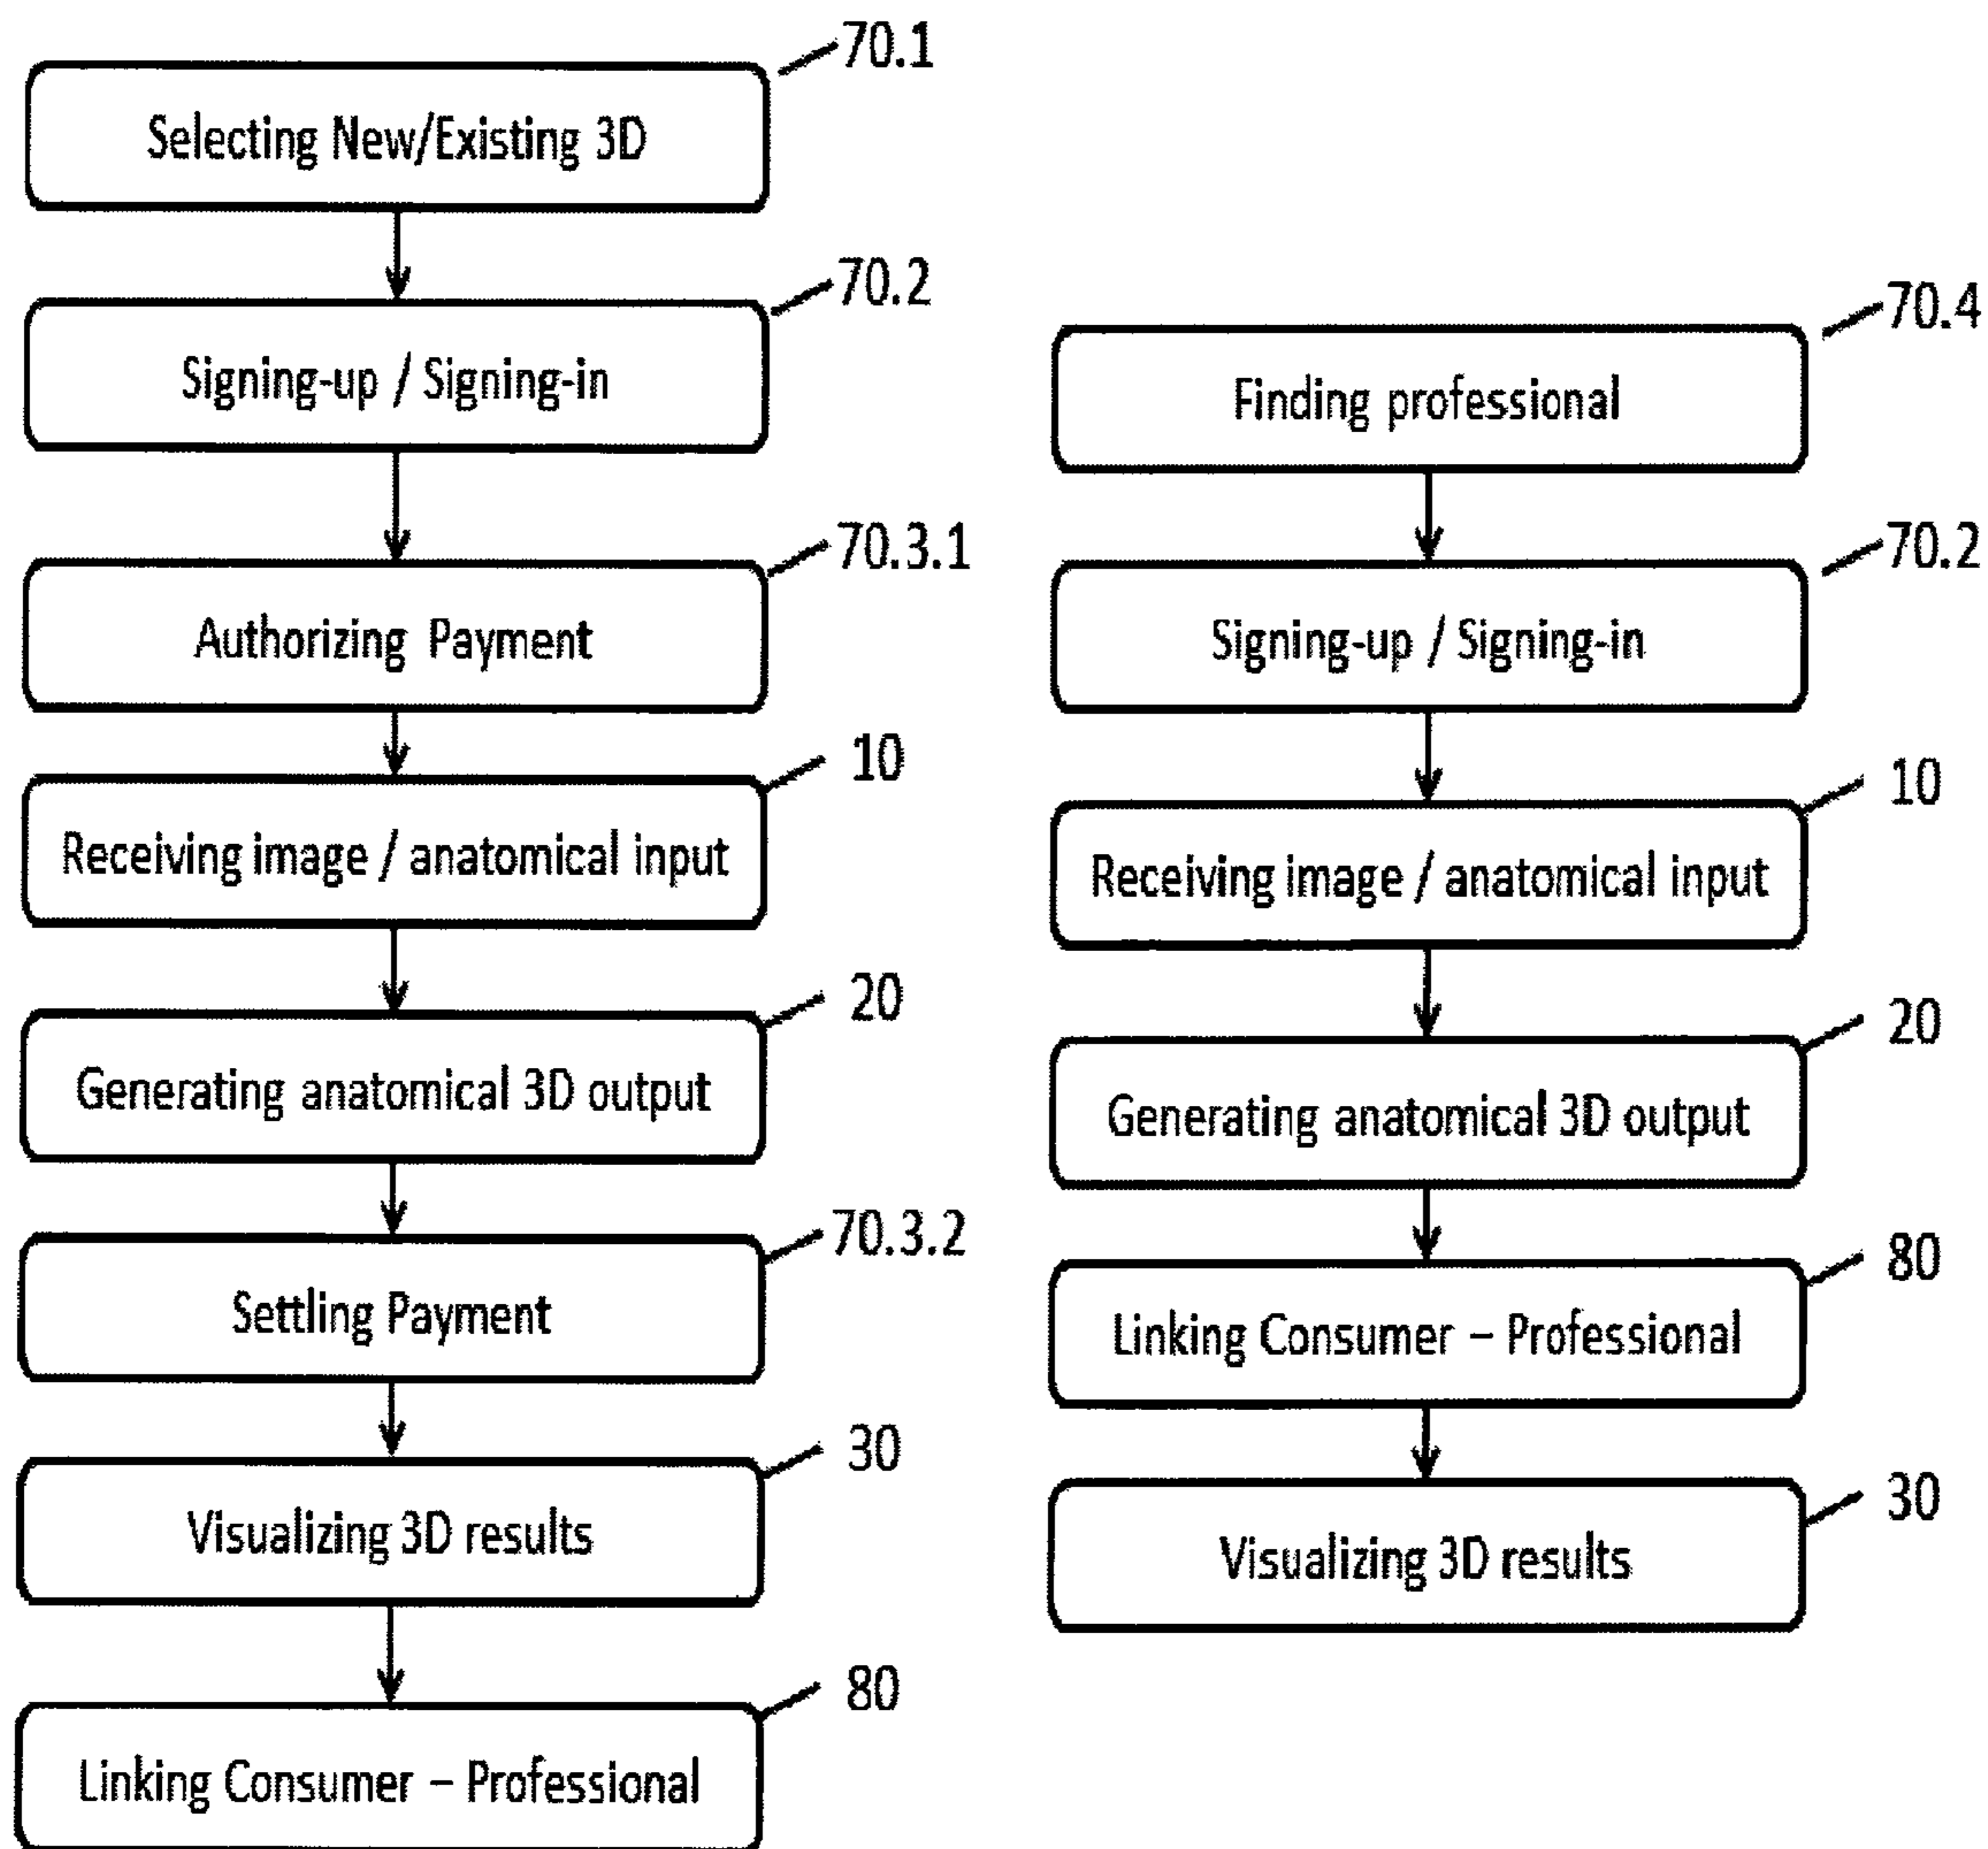 70.1
Selecting New/Existing 3D
70.2
Signing-up / Signing-in
70.3.1
Authorizing Payment
10
Receiving image / anatomical input
20
Generating anatomical 3D output
70.3.2
Settling Payment
30
Visualizing 3D results
80
Linking Consumer – Professional
70.4
Finding professional
70.2
Signing-up / Signing-in
10
Receiving image / anatomical input
20
Generating anatomical 3D output
80
Linking Consumer – Professional
30
Visualizing 3D results